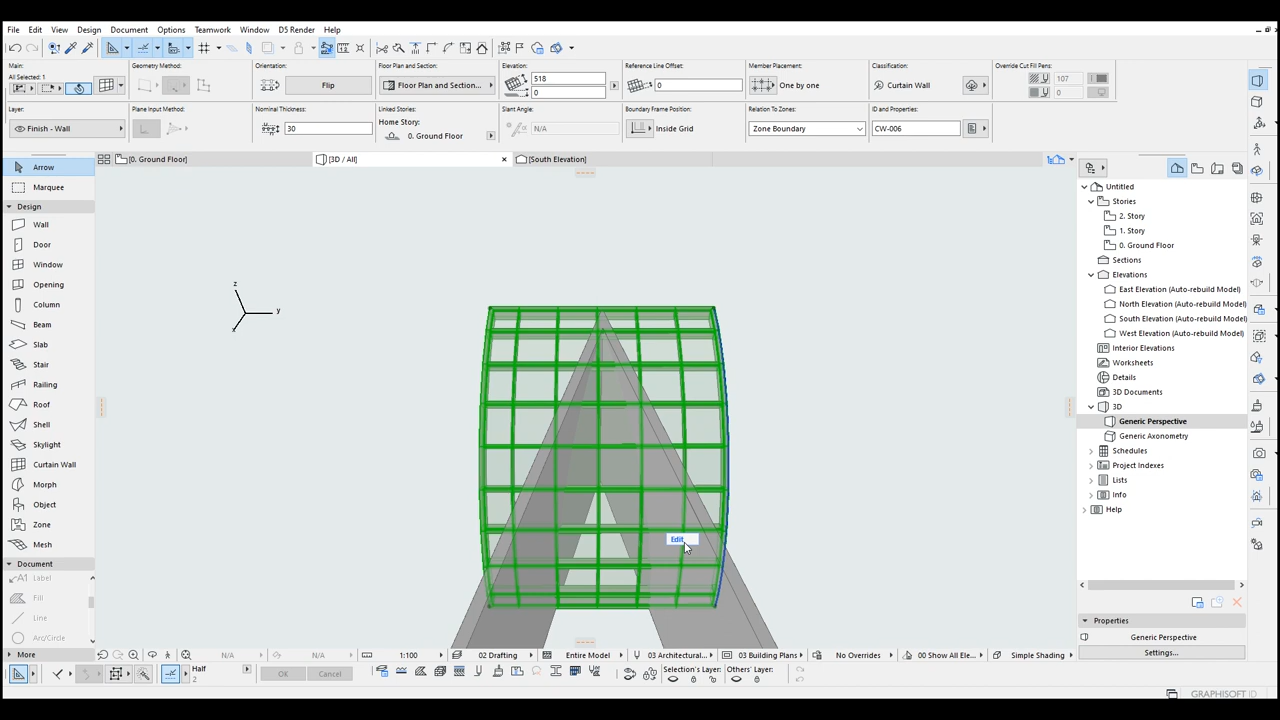 File Edit View Design Document Options Teamwork Window D5 Render Help
Main: Geometry Method: Orientation: Floor Plan and Section: Elevation: Reference Line Offset: Member Placement: Classification: Override Cut Fill Pens:
All Selected: 1
Flip Floor Plan and Section... 518 0 0 One by one Curtain Wall 107 0
Layer: Plane Input Method: Nominal Thickness: Linked Stories: Slant Angle: Boundary Frame Position: Relation To Zones: ID and Properties:
Home Story:
Finish - Wall 30 0. Ground Floor N/A Inside Grid Zone Boundary CW-006
[0. Ground Floor] [3D / All] [South Elevation]
Arrow
Marquee
Design
Wall
Door
Window
Opening
Column
Beam
Slab
Stair
Railing
Roof
Shell
Skylight
Curtain Wall
Morph
Object
Zone
Mesh
Document
Label
Fill
Line
Arc/Circle
More
z
y
x
Edit
Untitled
Stories
2. Story
1. Story
0. Ground Floor
Sections
Elevations
East Elevation (Auto-rebuild Model)
North Elevation (Auto-rebuild Model)
South Elevation (Auto-rebuild Model)
West Elevation (Auto-rebuild Model)
Interior Elevations
Worksheets
Details
3D Documents
3D
Generic Perspective
Generic Axonometry
Schedules
Project Indexes
Lists
Info
Help
Properties
Generic Perspective
Settings...
N/A N/A 1:100 02 Drafting Entire Model 03 Architectural... 03 Building Plans No Overrides 00 Show All Ele... Simple Shading
Half
2
OK Cancel Selection's Layer: Others' Layer:
GRAPHISOFT ID